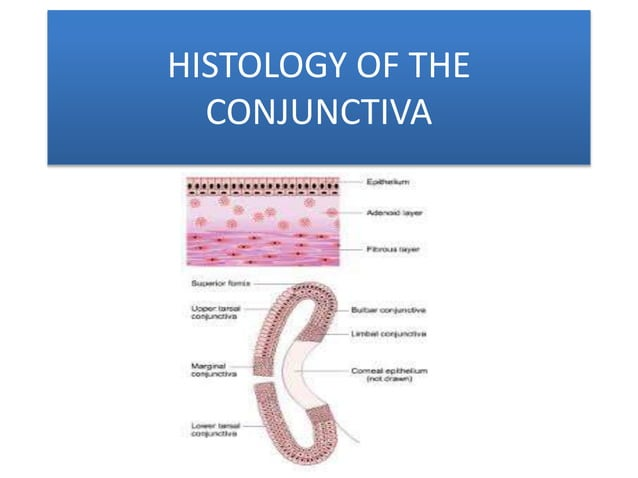 HISTOLOGY OF THE
CONJUNCTIVA
Epithelium
Adenoid layer
Fibrous layer
Superior fornix
Upper tarsal
conjunctiva
Bulbar conjunctiva
Limbal conjunctiva
Marginal
conjunctiva
Corneal epithelium
(not drawn)
Lower tarsal
conjunctiva